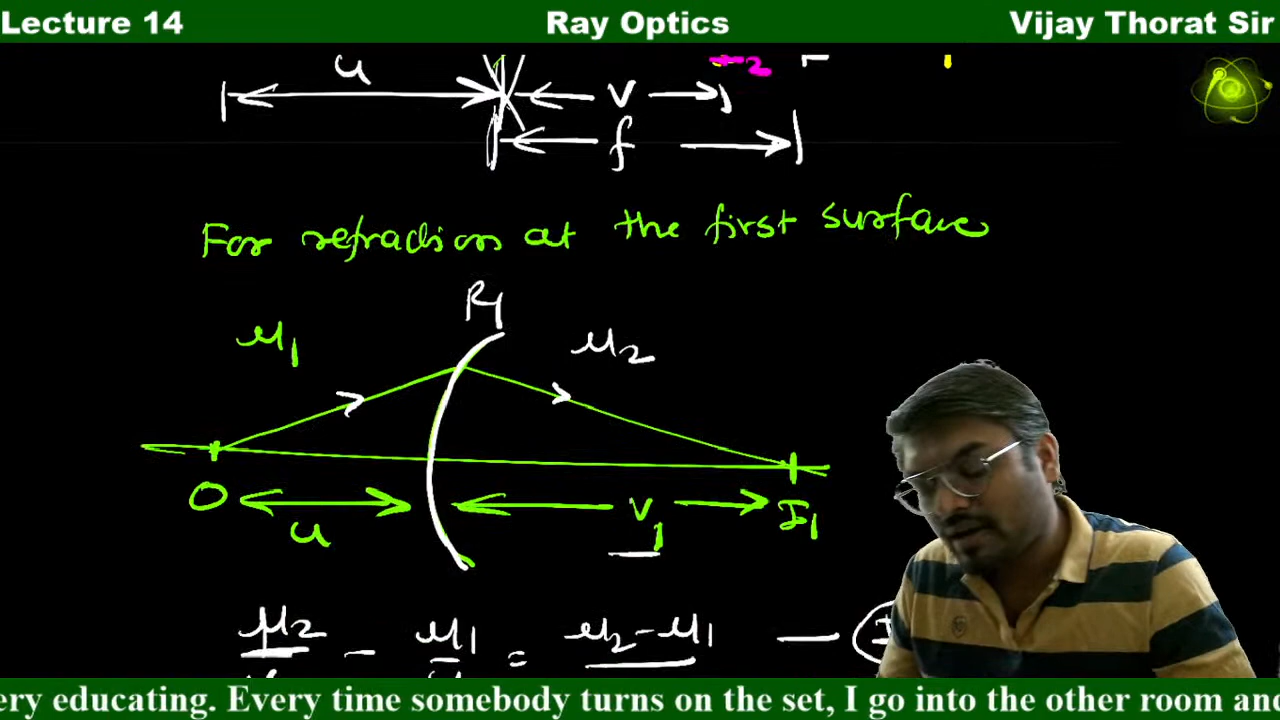 Lecture 14 Ray Optics Vijay Thorat Sir
u v
f
For refraction at the first surface
R1
μ1 μ2
O u v1 I1
μ2 - μ1 = μ2-μ1
ery educating. Every time somebody turns on the set, I go into the other room and